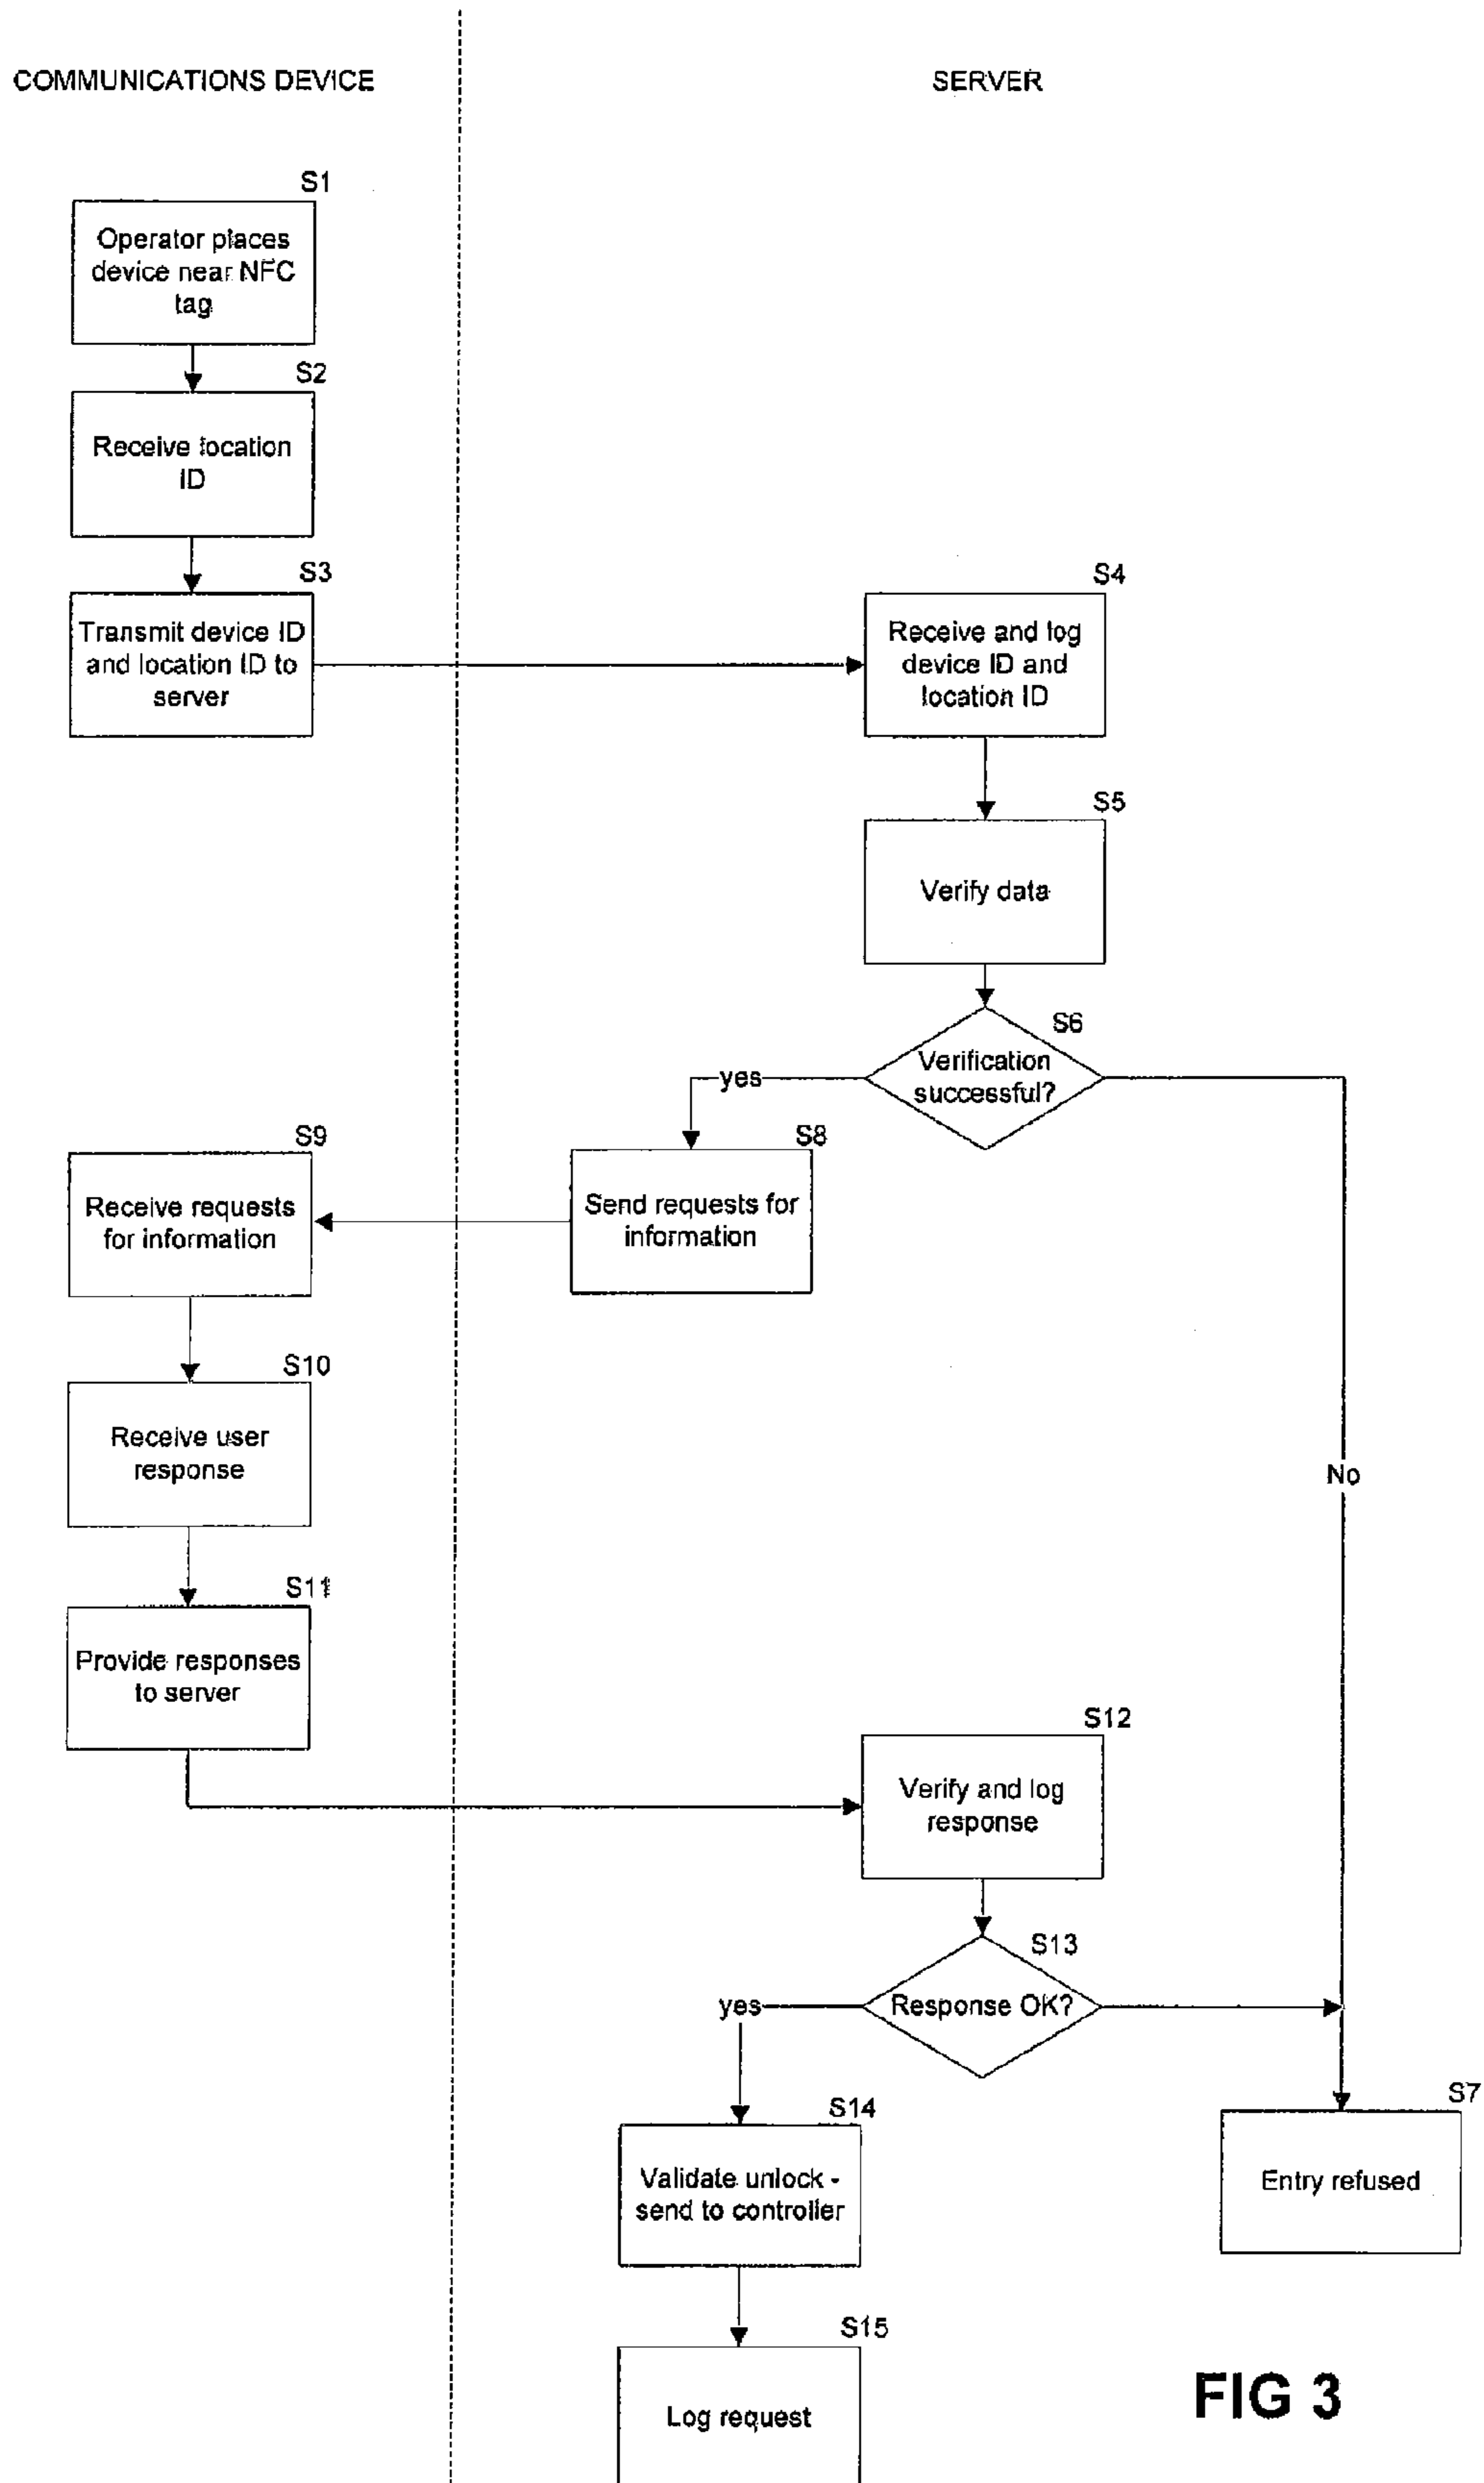 COMMUNICATIONS DEVICE
SERVER
S1
Operator places
device near NFC
tag
S2
Receive location
ID
S3
Transmit device ID
and location ID to
server
S4
Receive and log
device ID and
location ID
S5
Verify data
S6
Verification
successful?
yes
S8
Send requests for
information
S9
Receive requests
for information
S10
Receive user
response
No
S11
Provide responses
to server
S12
Verify and log
response
S13
Response OK?
yes
S14
Validate unlock -
send to controller
S7
Entry refused
S15
Log request
FIG 3